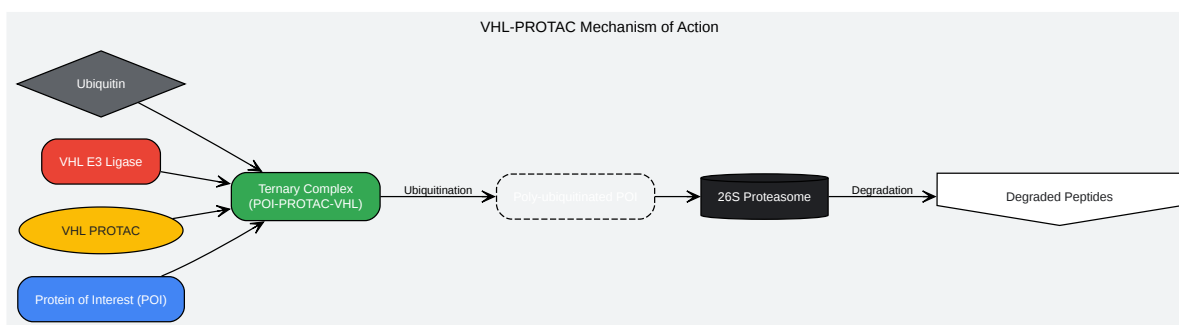 VHL-PROTAC Mechanism of Action
Ubiquitin
VHL E3 Ligase
VHL PROTAC
Protein of Interest (POI)
Ternary Complex
(POI-PROTAC-VHL)
Ubiquitination
Poly-ubiquitinated POI
26S Proteasome
Degradation
Degraded Peptides